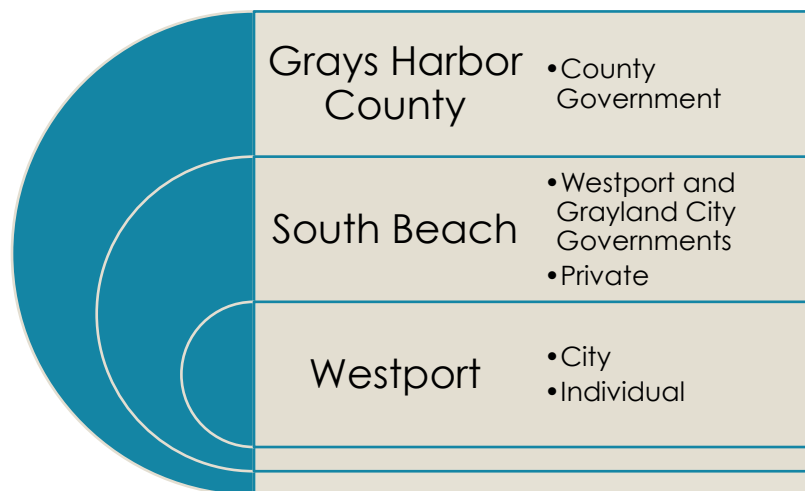 Grays Harbor
County
•County
Government
South Beach
•Westport and
Grayland City
Governments
•Private
Westport
•City
•Individual